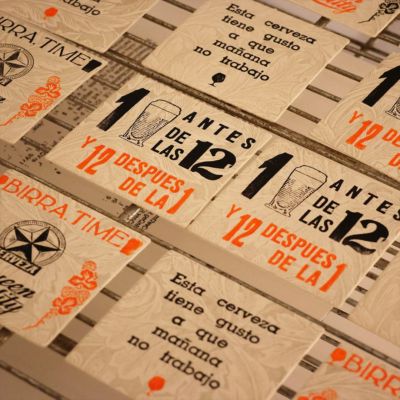 BIRRA.TIME
Esta cerveza
tiene gusto
a que
mañana
no trabajo
1 ANTES
DE
LAS 12
Y 12 DESPUES
DE LA 1
1 ANTES
DE
LAS 12
Y 12 DESPUES
DE LA 1
BIRRA.TIME
CERVEZA
Esta cerveza
tiene gusto
a que
mañana
no trabajo
BIRRA